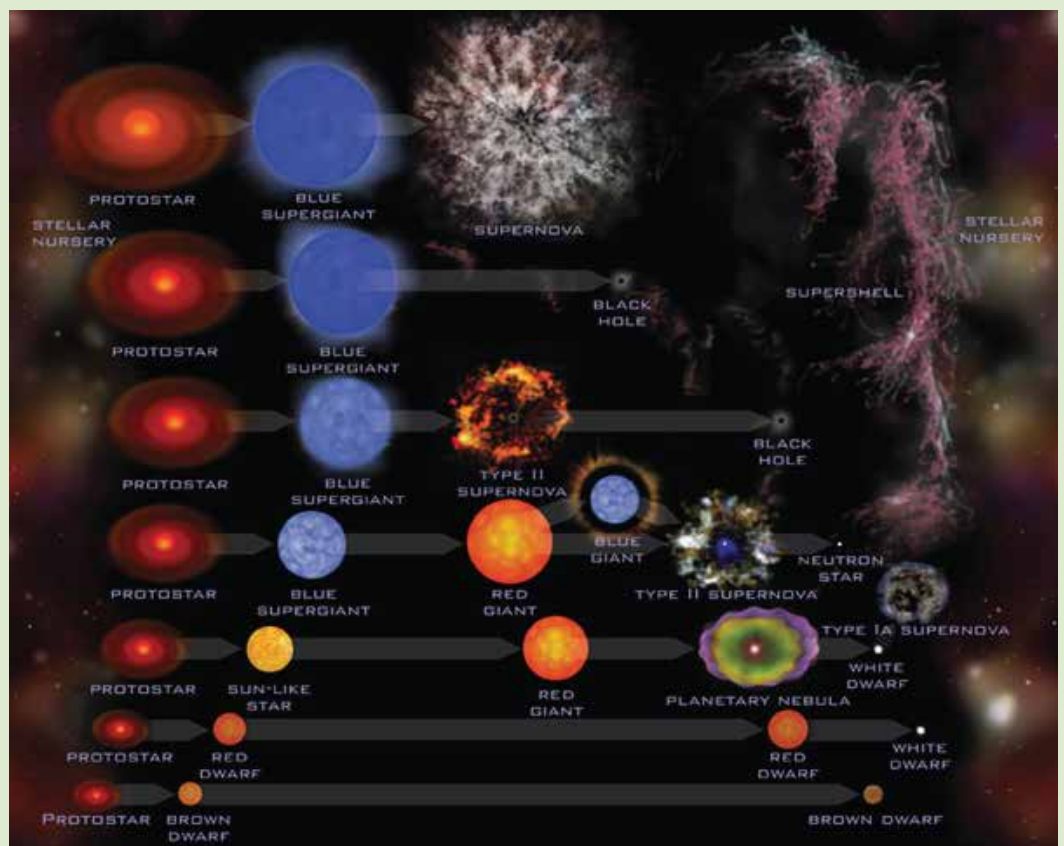 PROTOSTAR
BLUE
SUPERGIANT
SUPERNOVA
STELLAR
NURSERY
STELLAR
NURSERY
SUPERSHELL
PROTOSTAR
BLUE
SUPERGIANT
BLACK
HOLE
PROTOSTAR
BLUE
SUPERGIANT
TYPE II
SUPERNOVA
BLACK
HOLE
PROTOSTAR
BLUE
SUPERGIANT
RED
GIANT
BLUE
GIANT
TYPE II SUPERNOVA
NEUTRON
STAR
TYPE IA SUPERNOVA
PROTOSTAR
SUN-LIKE
STAR
RED
GIANT
PLANETARY NEBULA
WHITE
DWARF
PROTOSTAR
RED
DWARF
RED
DWARF
WHITE
DWARF
PROTOSTAR
BROWN
DWARF
BROWN DWARF